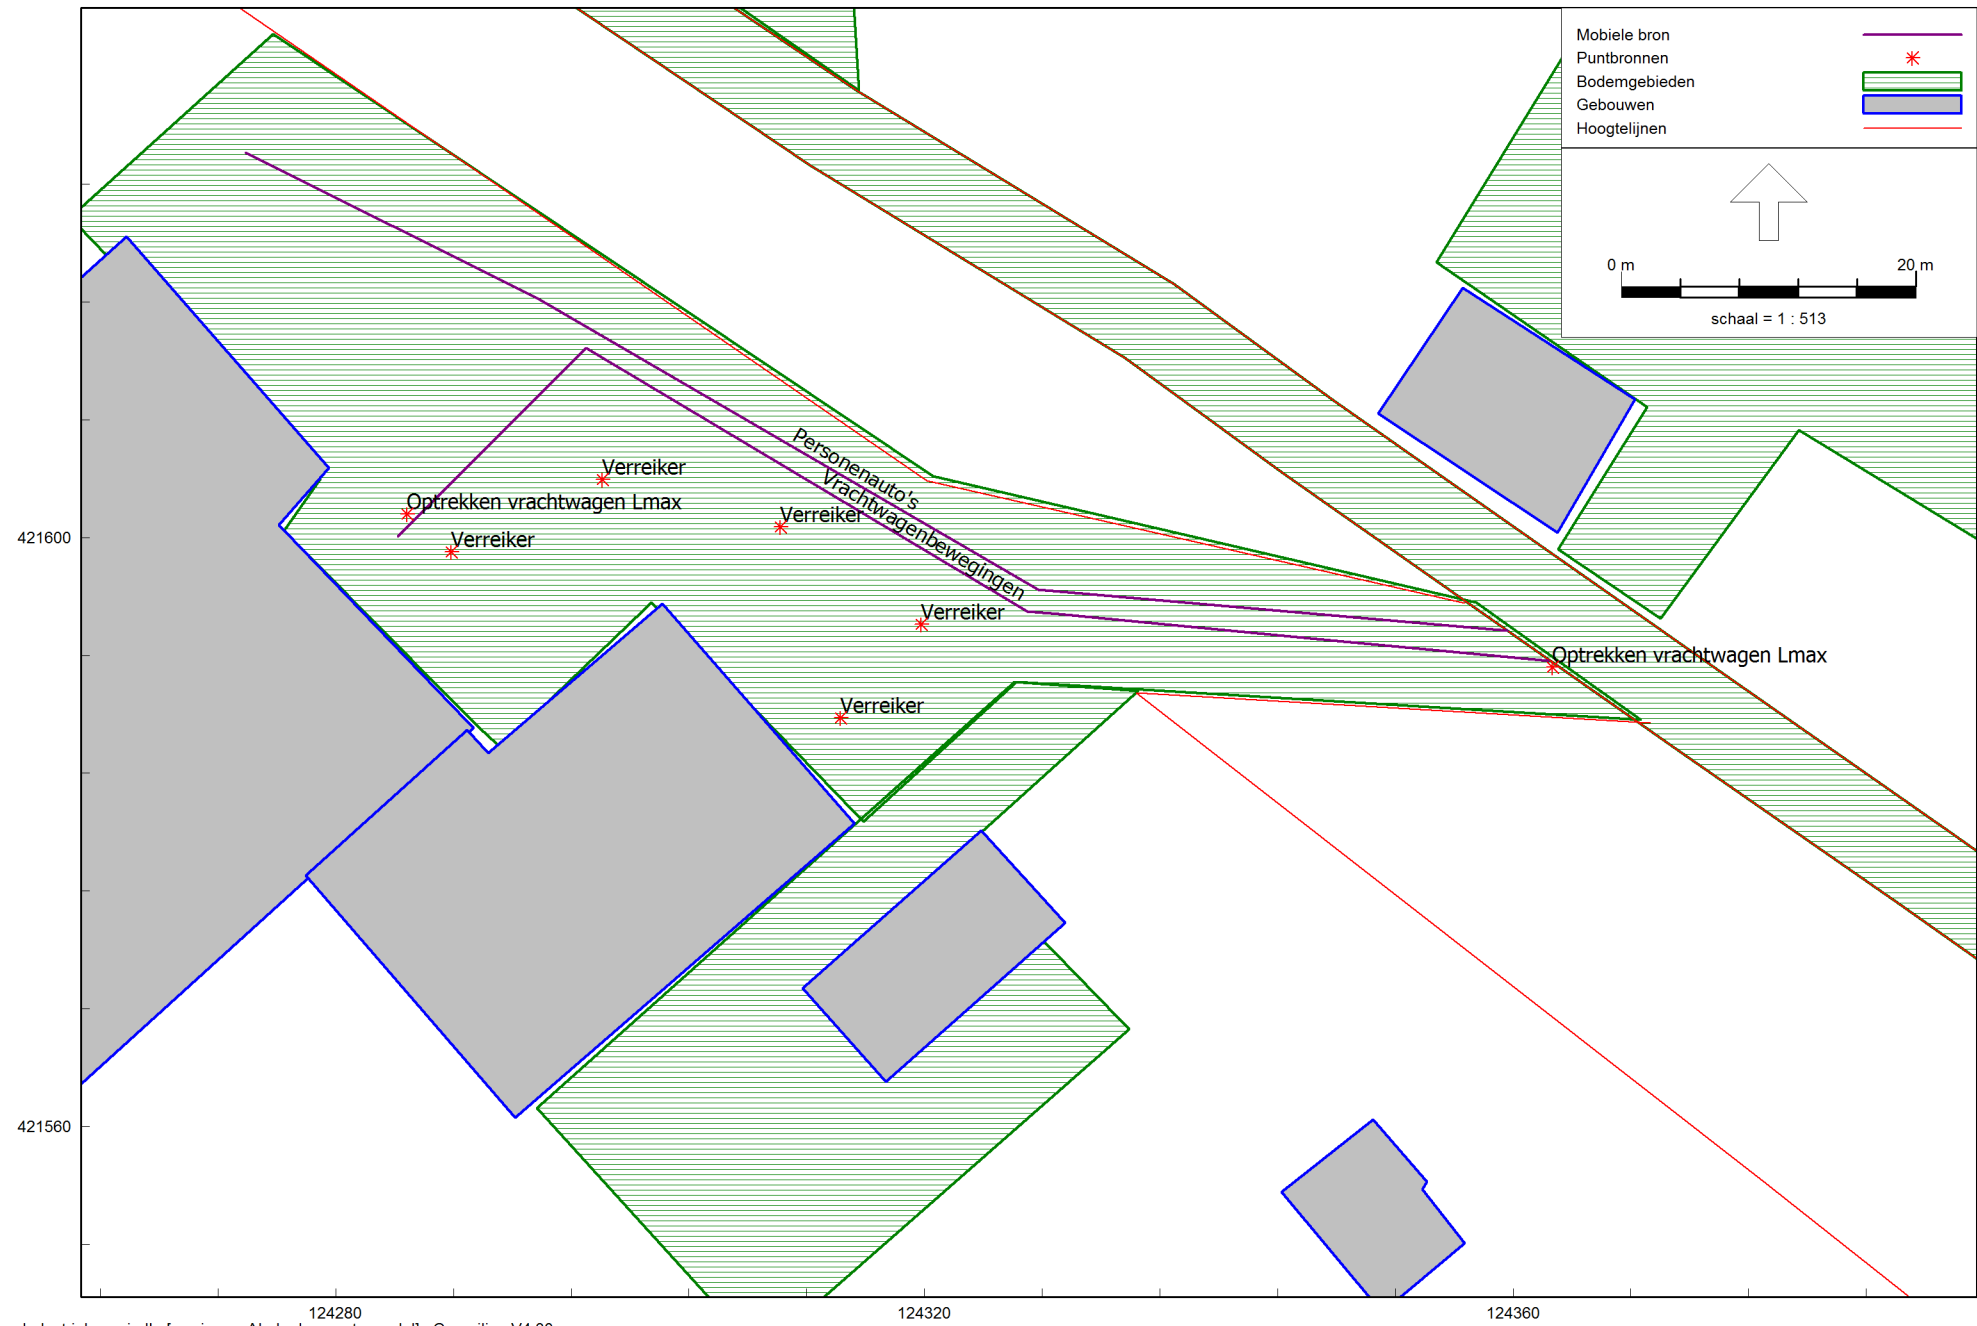 Mobiele bron
Puntbronnen
Bodemgebieden
Gebouwen
Hoogtelijnen
0 m
20 m
schaal = 1 : 513
Personenauto's
Vrachtwagenbewegingen
Verreiker
Optrekken vrachtwagen Lmax
Verreiker
Verreiker
421600
Verreiker
Optrekken vrachtwagen Lmax
Verreiker
421560
124280
124320
124360